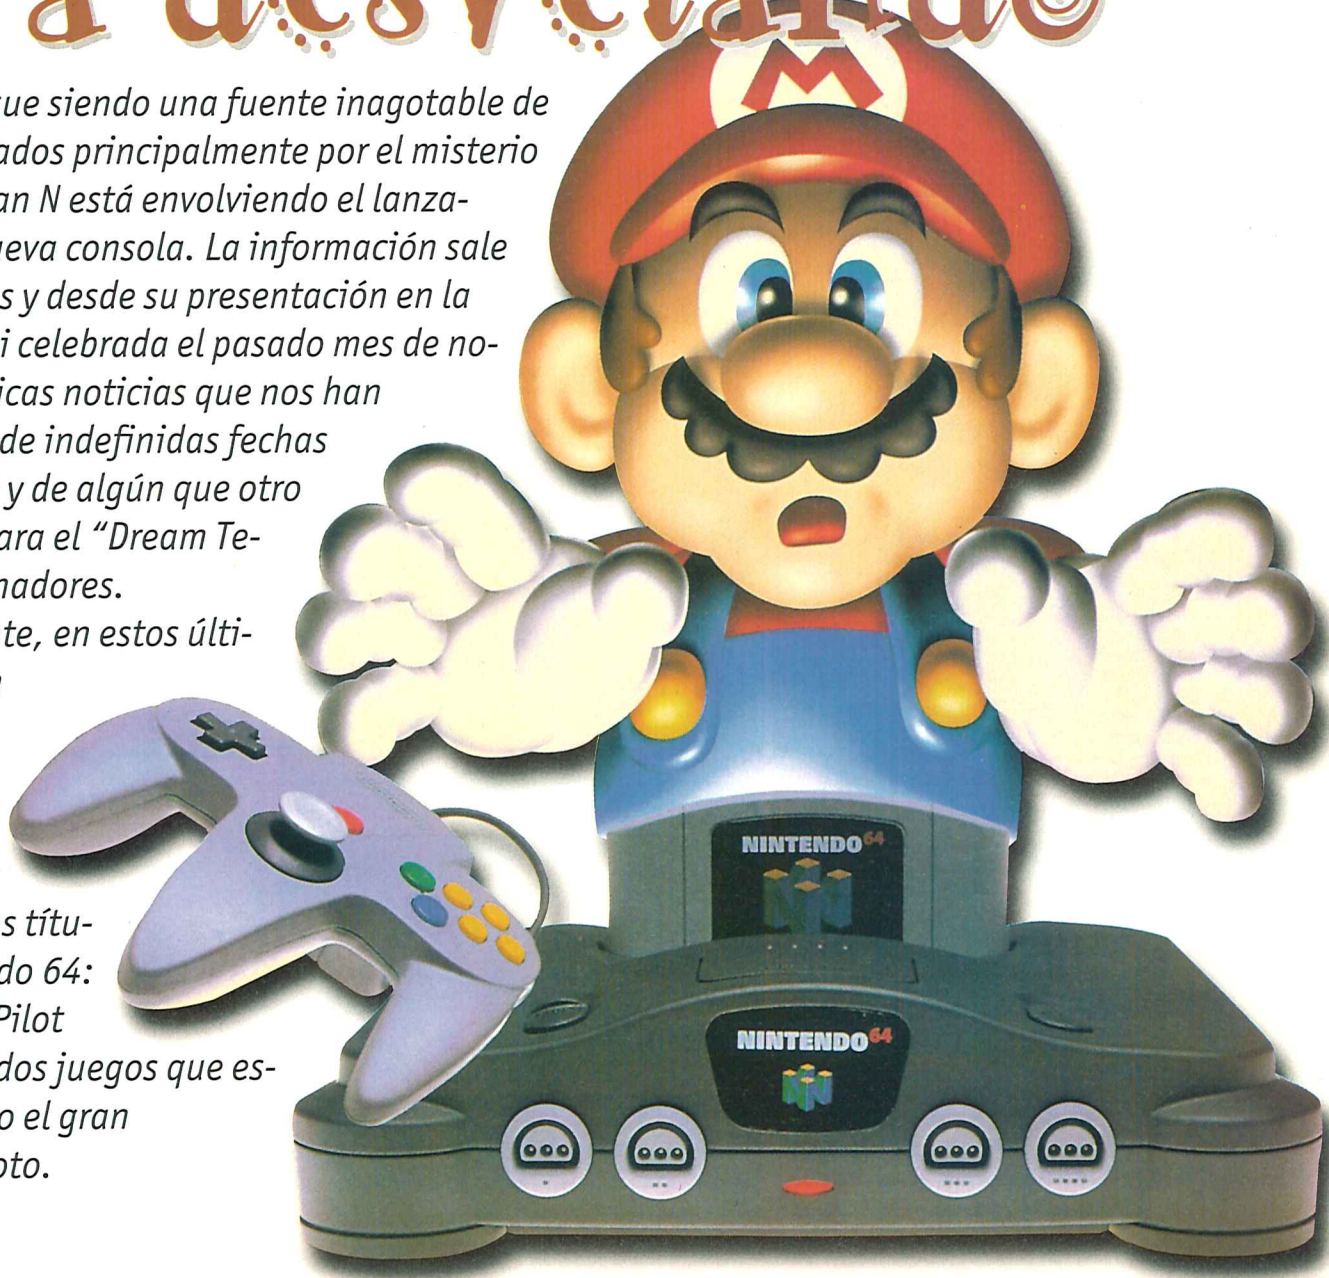 a desvelando
gue siendo una fuente inagotable de
ados principalmente por el misterio
an N está envolviendo el lanza-
ueva consola. La información sale
s y desde su presentación en la
i celebrada el pasado mes de no-
icas noticias que nos han
de indefinidas fechas
y de algún que otro
ara el “Dream Te-
nadores.
te, en estos últi-
s títu-
do 64:
Pilot
dos juegos que es-
o el gran
oto.
M
NINTENDO64
NINTENDO64